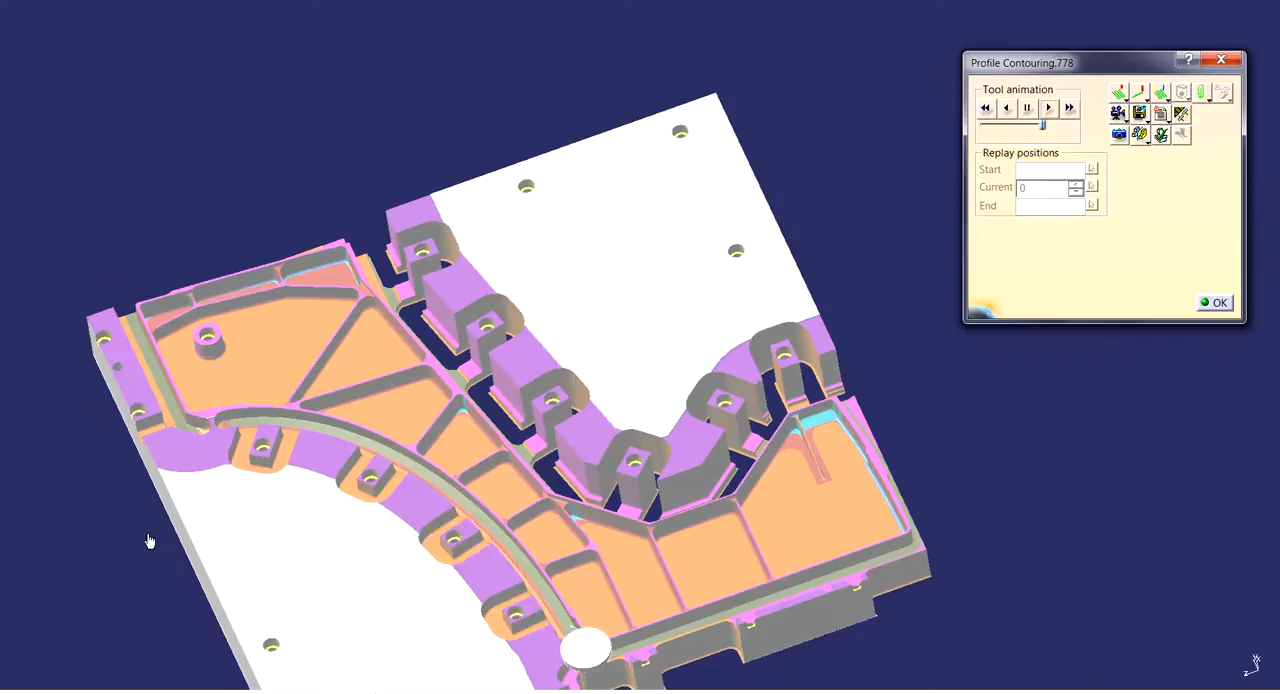 Profile Contouring.778
?
Tool animation
Replay positions
Start
Current 0
End
OK